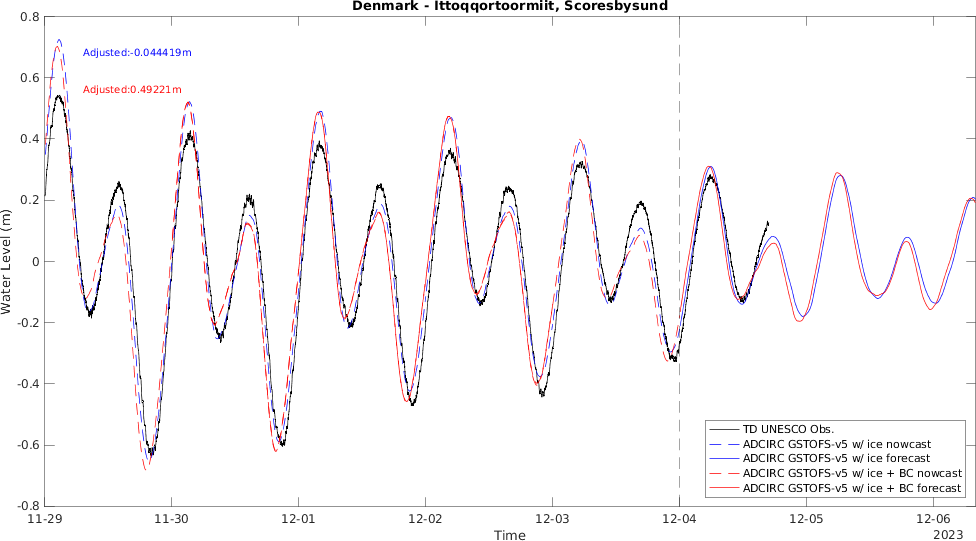 Denmark - Ittoqqortoormiit, Scoresbysund
0.8
0.6
0.4
0.2
0
-0.2
-0.4
-0.6
-0.8
Water Level (m)
Adjusted:-0.044419m
Adjusted:0.49221m
TD UNESCO Obs.
ADCIRC GSTOFS-v5 w/ ice nowcast
ADCIRC GSTOFS-v5 w/ ice forecast
ADCIRC GSTOFS-v5 w/ ice + BC nowcast
ADCIRC GSTOFS-v5 w/ ice + BC forecast
11-29 11-30 12-01 12-02 12-03 12-04 12-05 12-06
Time 2023